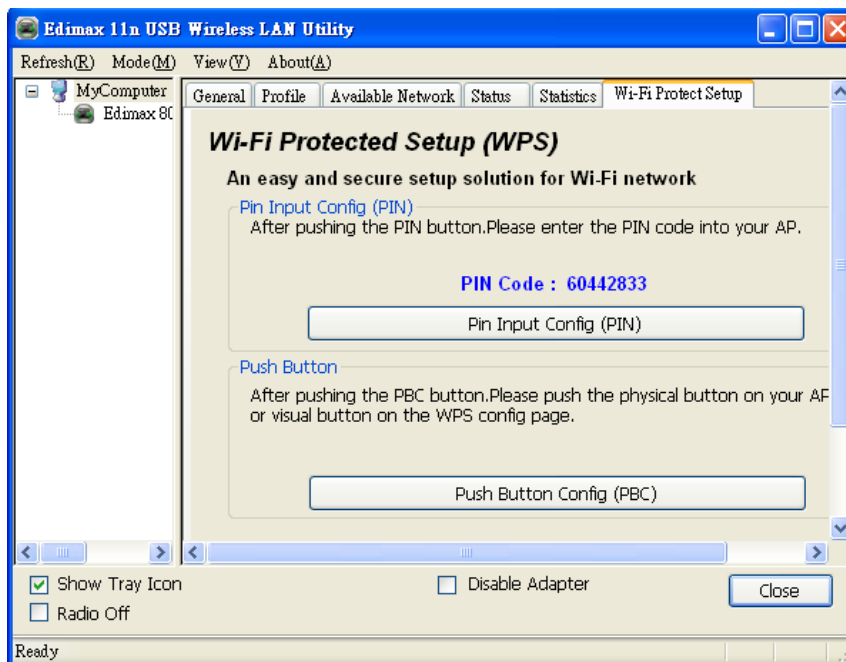 Edimax 11n USB Wireless LAN Utility
Refresh(R) Mode(M) View(V) About(A)
MyComputer
Edimax 80
General Profile Available Network Status Statistics Wi-Fi Protect Setup
Wi-Fi Protected Setup (WPS)
An easy and secure setup solution for Wi-Fi network
Pin Input Config (PIN)
After pushing the PIN button.Please enter the PIN code into your AP.
PIN Code : 60442833
Pin Input Config (PIN)
Push Button
After pushing the PBC button.Please push the physical button on your AP
or visual button on the WPS config page.
Push Button Config (PBC)
Show Tray Icon
Disable Adapter
Close
Radio Off
Ready